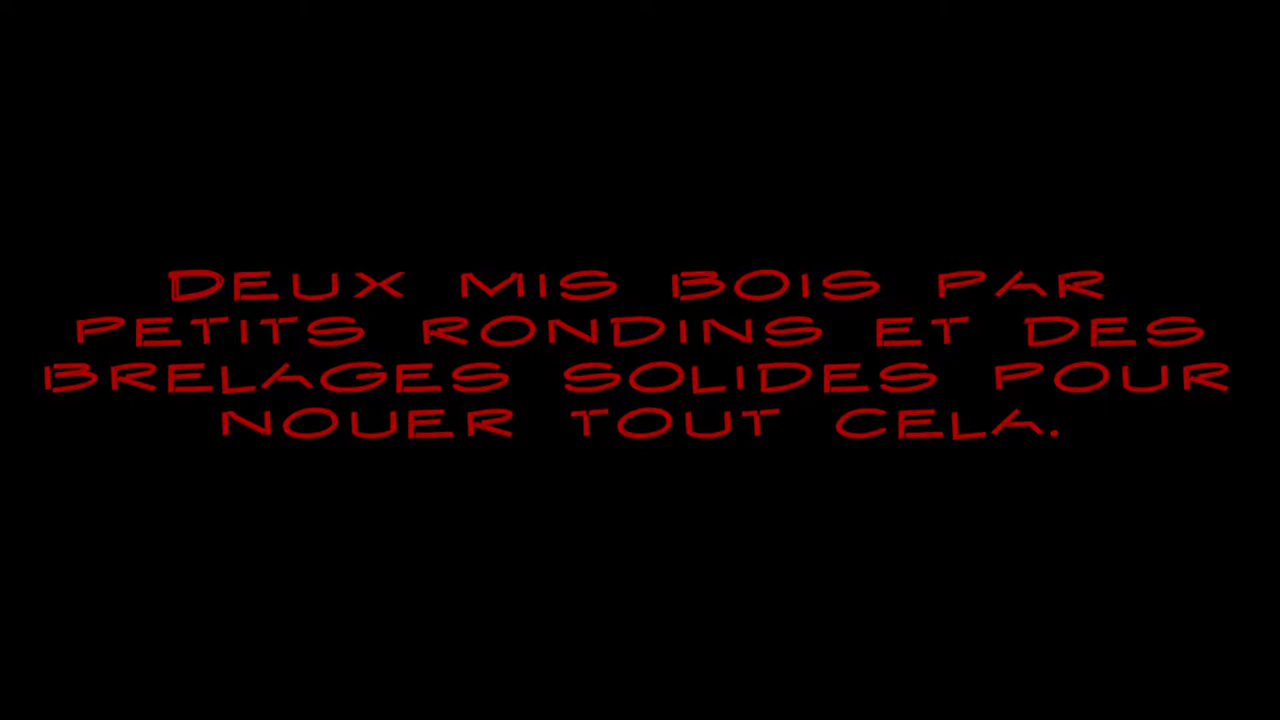 DEUX MIS BOIS PAR
PETITS RONDINS ET DES
BRELAGES SOLIDES POUR
NOUER TOUT CELA.